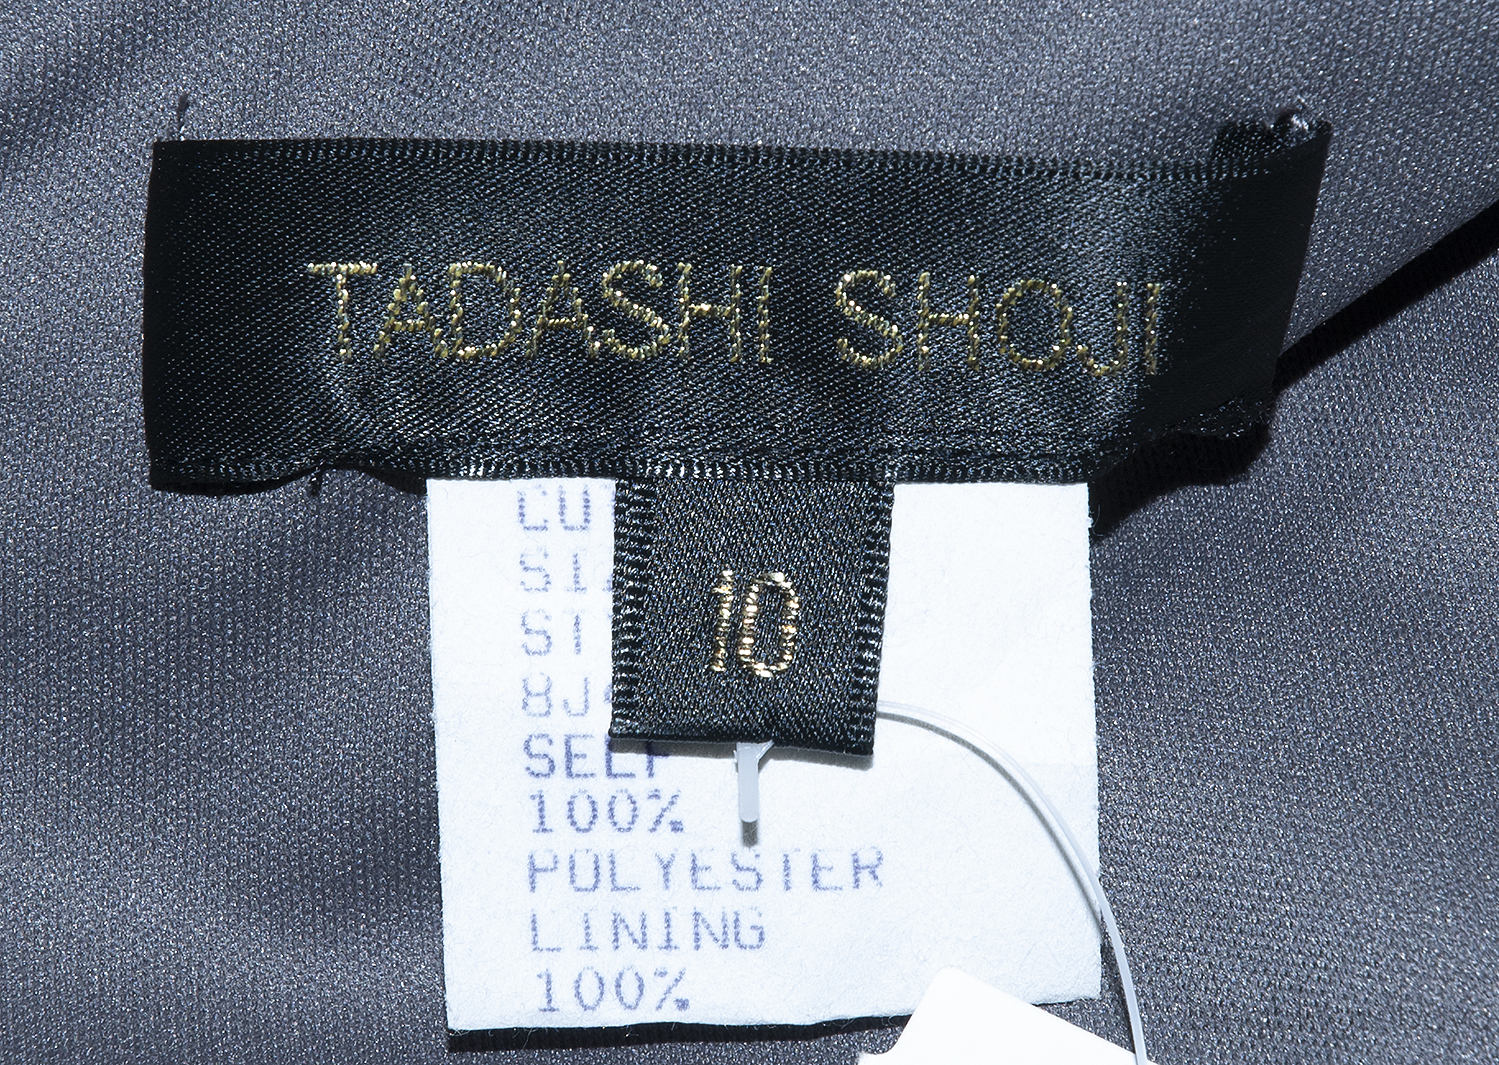 TADASHI SHOJI
10
SELF
100%
POLYESTER
LINING
100%